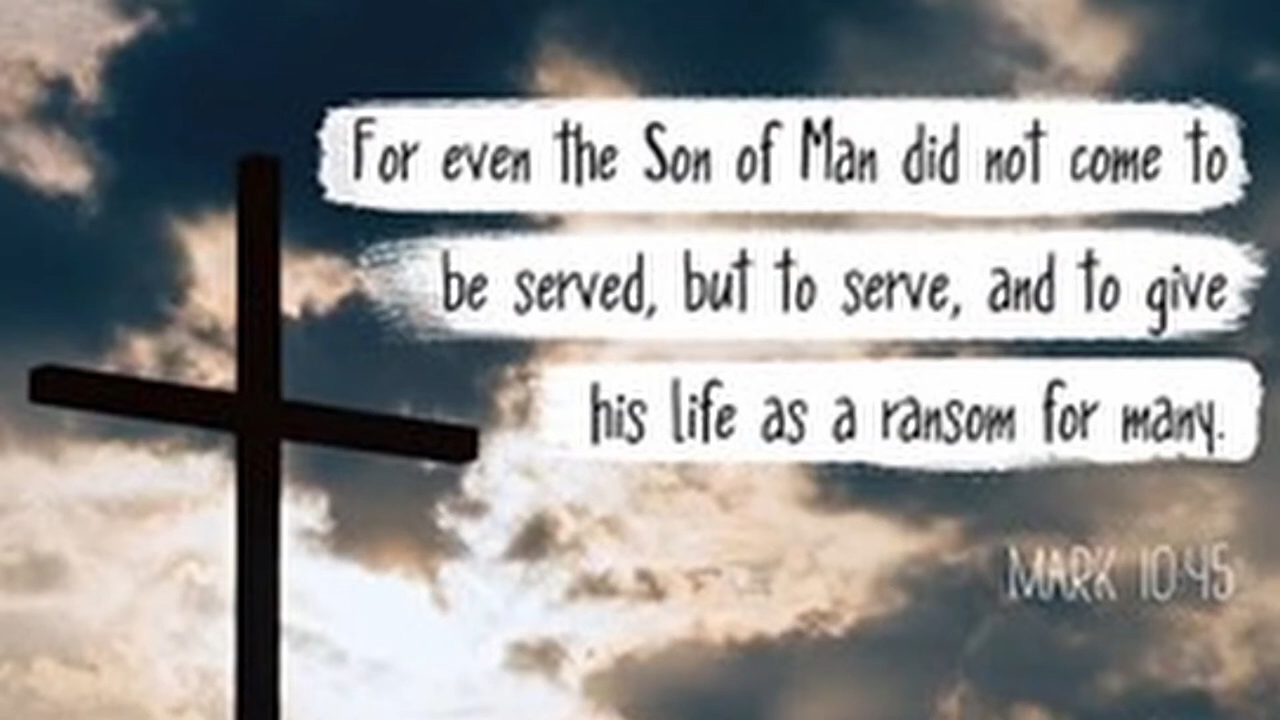 For even the Son of Man did not come to
be served, but to serve, and to give
his life as a ransom for many.
MARK 10:45